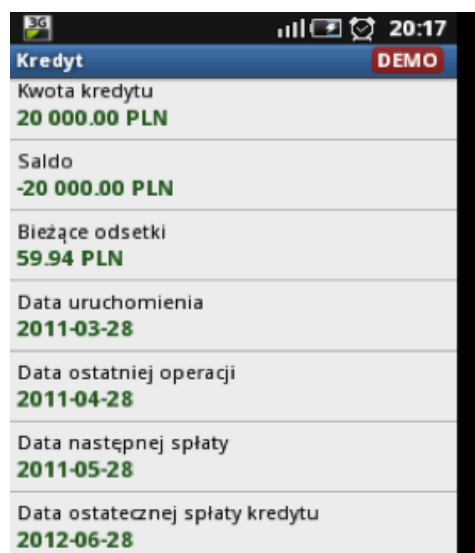 3G
20:17
Kredyt
DEMO
Kwota kredytu
20 000.00 PLN
Saldo
-20 000.00 PLN
Bieżące odsetki
59.94 PLN
Data uruchomienia
2011-03-28
Data ostatniej operacji
2011-04-28
Data następnej spłaty
2011-05-28
Data ostatecznej spłaty kredytu
2012-06-28